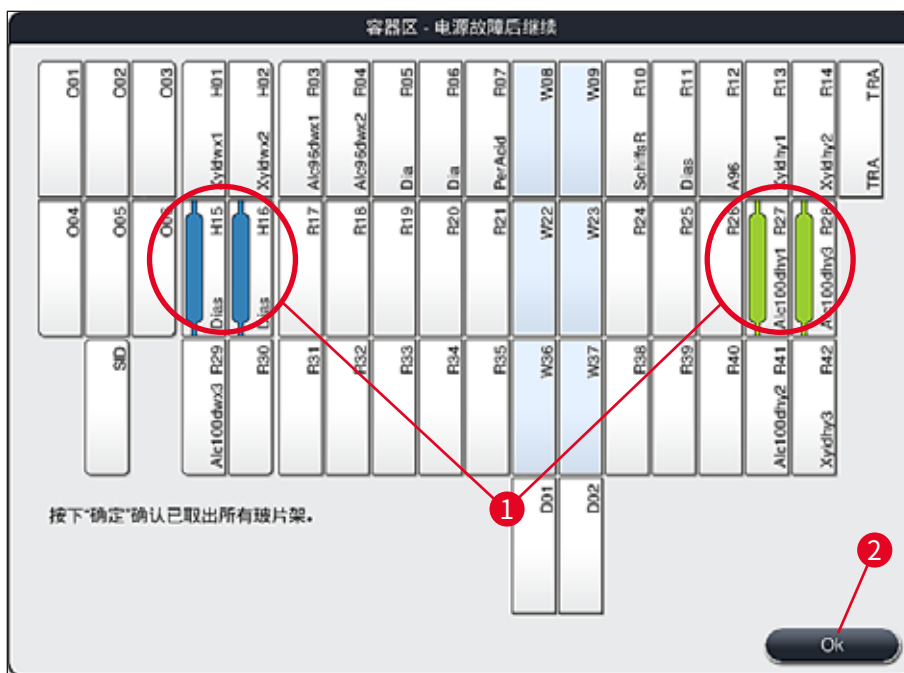 容器区 - 电源故障后继续
O01
O02
O03
Xyldwx1 H01
Xyldwx2 H02
Alc96dwx1 R03
Alc96dwx2 R04
Dia R05
Dia R06
PerAcid R07
W08
W09
SchiffsR R10
Dias R11
A96 R12
Xyldhy1 R13
Xyldhy2 R14
TRA TRA
O04
O05
O06
Dias H15
Dias H16
R17
R18
R19
R20
R21
W22
W23
R24
R25
R26
Alc100dhy1 R27
Alc100dhy3 R28
SID
Alc100dwx3 R29
R30
R31
R32
R33
R34
R35
W36
W37
R38
R39
R40
Alc100dhy2 R41
Xyldhy3 R42
按下“确定”确认已取出所有玻片架。
1
D01
D02
2
Ok